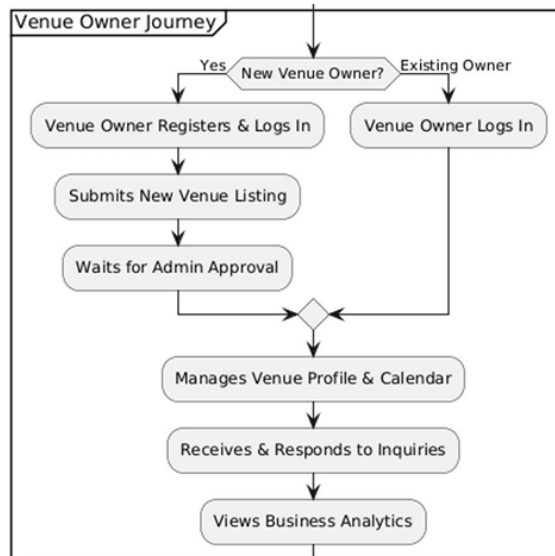 Venue Owner Journey
Yes
New Venue Owner?
Existing Owner
Venue Owner Registers & Logs In
Venue Owner Logs In
Submits New Venue Listing
Waits for Admin Approval
Manages Venue Profile & Calendar
Receives & Responds to Inquiries
Views Business Analytics